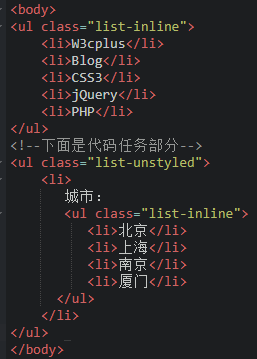 <body>
<ul class="list-inline">
<li>W3cplus</li>
<li>Blog</li>
<li>CSS3</li>
<li>jQuery</li>
<li>PHP</li>
</ul>
<!--下面是代码任务部分-->
<ul class="list-unstyled">
<li>
城市：
<ul class="list-inline">
<li>北京</li>
<li>上海</li>
<li>南京</li>
<li>厦门</li>
</ul>
</li>
</ul>
</body>